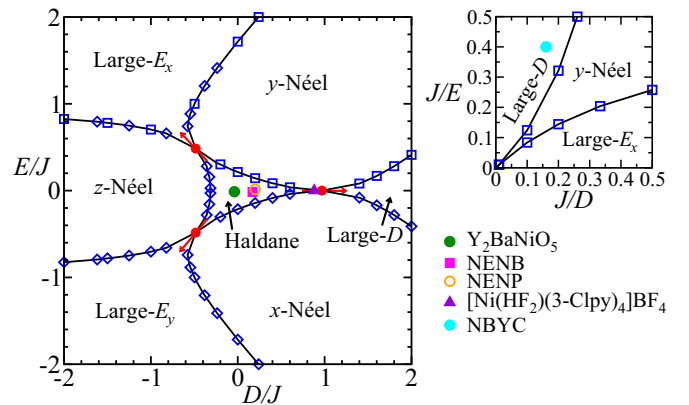 2
1
0
-1
-2
E/J
-2
-1
0
1
2
D/J
Large-Eₓ
y-Néel
z-Néel
Haldane
Large-D
Large-E_y
x-Néel
0.5
0.4
0.3
0.2
0.1
0
J/E
0
0.1
0.2
0.3
0.4
0.5
J/D
Large-D
y-Néel
Large-Eₓ
Y₂BaNiO₅
NENB
NENP
[Ni(HF₂)(3-Clpy)₄]BF₄
NBYC